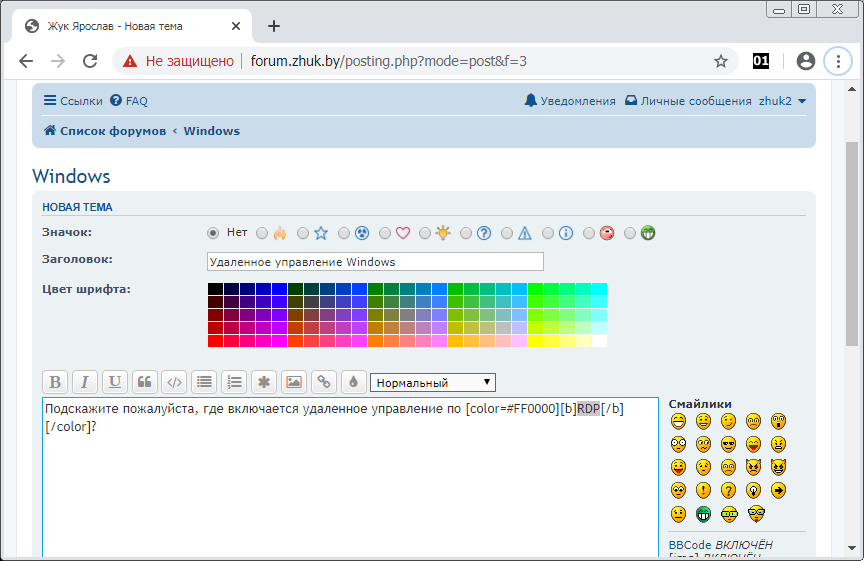 Жук Ярослав - Новая тема
Не защищено | forum.zhuk.by/posting.php?mode=post&f=3
01
Ссылки FAQ Уведомления Личные сообщения zhuk2
Список форумов ‹ Windows
Windows
НОВАЯ ТЕМА
Значок: Нет
Заголовок: Удаленное управление Windows
Цвет шрифта:
B I U Нормальный
Подскажите пожалуйста, где включается удаленное управление по [color=#FF0000][b]RDP[/b]
[/color]?
Смайлики
BBCode ВКЛЮЧЁН
[img] ВКЛЮЧЁН